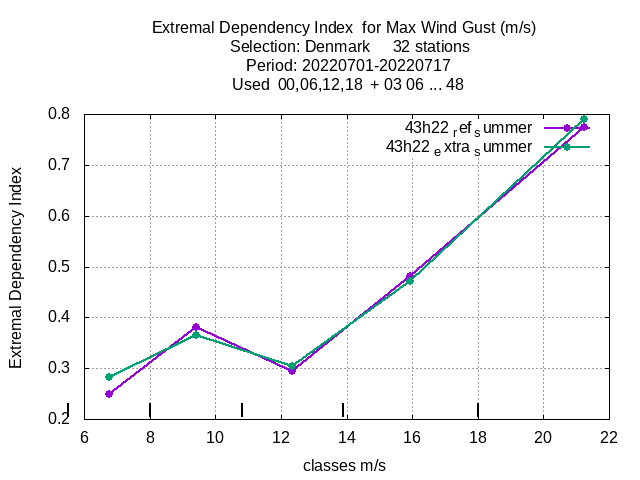 Extremal Dependency Index  for Max Wind Gust (m/s)
Selection: Denmark     32 stations
Period: 20220701-20220717
Used  00,06,12,18  + 03 06 ... 48
43h22 ref summer
43h22 extra summer
Extremal Dependency Index
0.8
0.7
0.6
0.5
0.4
0.3
0.2
6 8 10 12 14 16 18 20 22
classes m/s